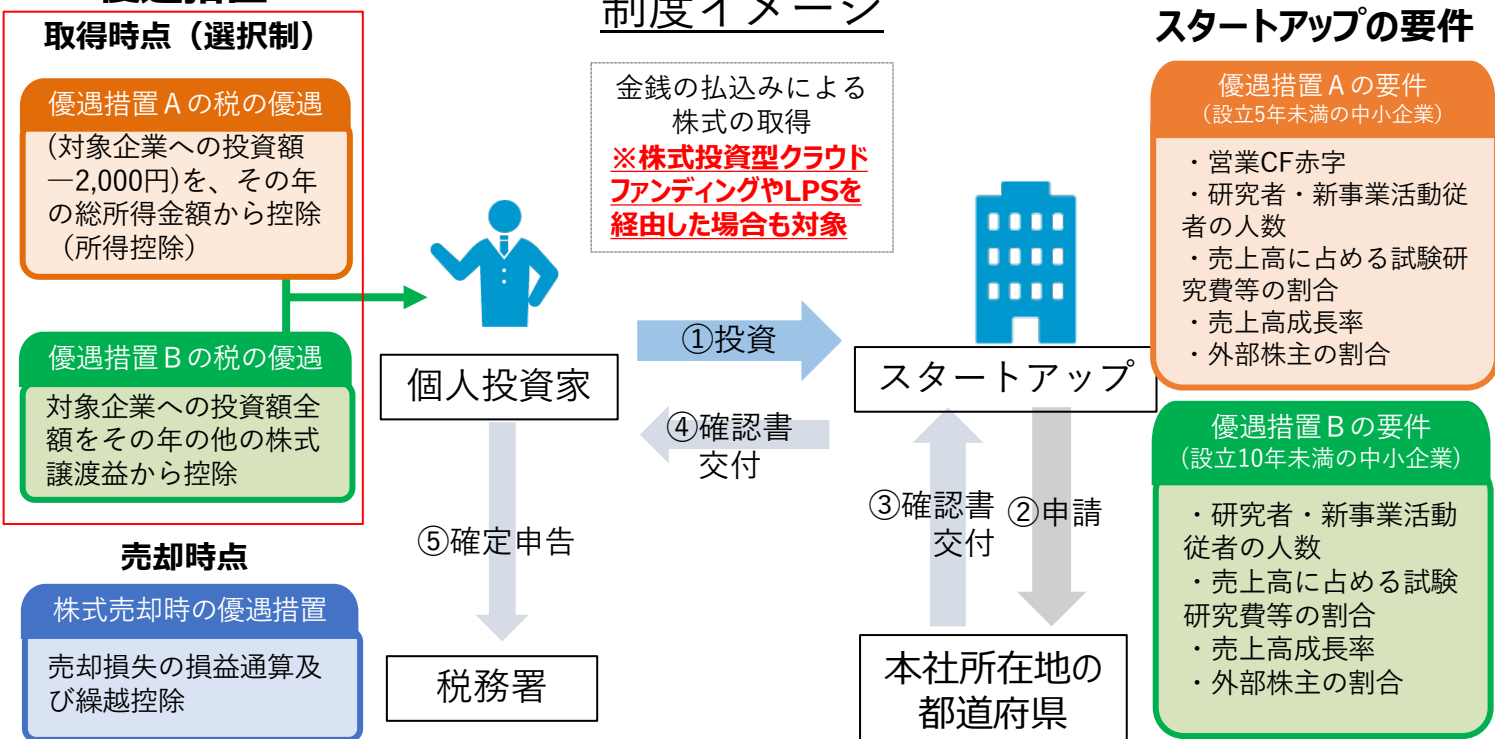 優遇措置
取得時点（選択制）
優遇措置Ａの税の優遇
(対象企業への投資額
―2,000円)を、その年
の総所得金額から控除
（所得控除）
優遇措置Ｂの税の優遇
対象企業への投資額全
額をその年の他の株式
譲渡益から控除
売却時点
株式売却時の優遇措置
売却損失の損益通算及
び繰越控除
制度イメージ
金銭の払込みによる
株式の取得
※株式投資型クラウド
ファンディングやLPSを
経由した場合も対象
個人投資家
①投資
④確認書
交付
スタートアップ
③確認書
交付
②申請
⑤確定申告
税務署
本社所在地の
都道府県
スタートアップの要件
優遇措置Ａの要件
（設立5年未満の中小企業）
・営業CF赤字
・研究者・新事業活動従
者の人数
・売上高に占める試験研
究費等の割合
・売上高成長率
・外部株主の割合
優遇措置Ｂの要件
（設立10年未満の中小企業）
・研究者・新事業活動
従者の人数
・売上高に占める試験
研究費等の割合
・売上高成長率
・外部株主の割合